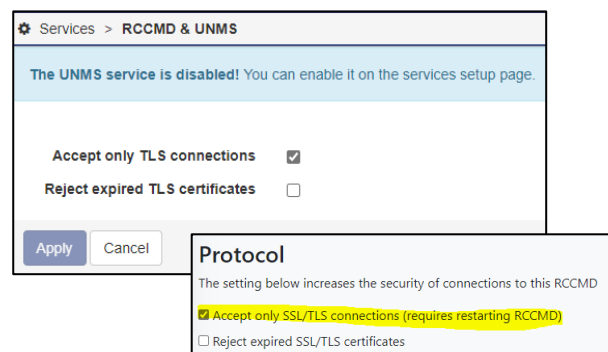 Services > RCCMD & UNMS
The UNMS service is disabled! You can enable it on the services setup page.
Accept only TLS connections
Reject expired TLS certificates
Apply Cancel
Protocol
The setting below increases the security of connections to this RCCMD
Accept only SSL/TLS connections (requires restarting RCCMD)
Reject expired SSL/TLS certificates